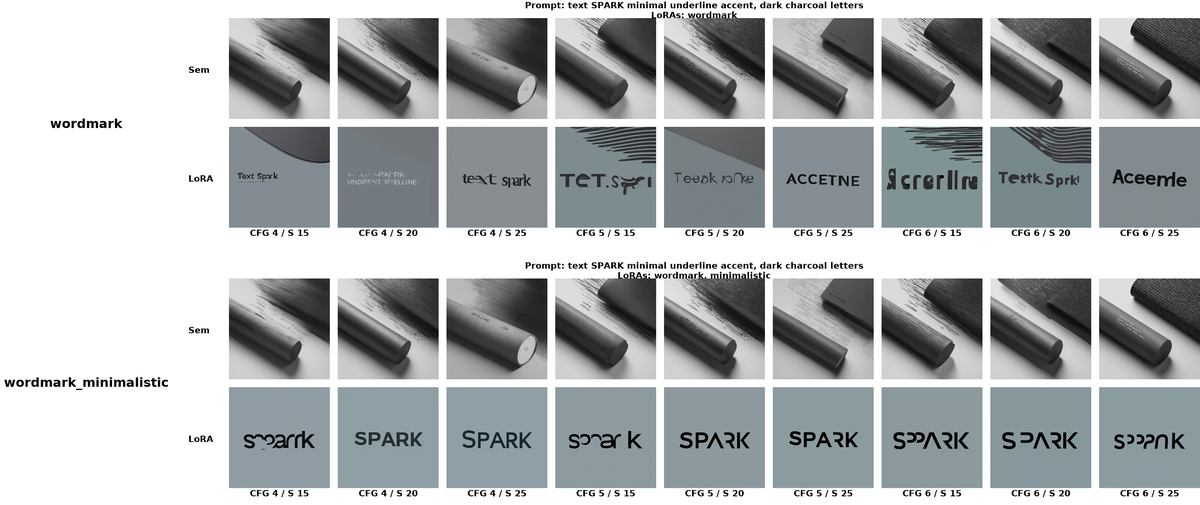 Prompt: text SPARK minimal underline accent, dark charcoal letters
LoRAs: wordmark
Sem
wordmark
LoRA
Text Spark
UNDPRNT REELLINE
text spark
TCT.
ACCETNE
Teztk Sprki
Aceemle
CFG 4 / S 15 CFG 4 / S 20 CFG 4 / S 25 CFG 5 / S 15 CFG 5 / S 20 CFG 5 / S 25 CFG 6 / S 15 CFG 6 / S 20 CFG 6 / S 25
Prompt: text SPARK minimal underline accent, dark charcoal letters
LoRAs: wordmark, minimalistic
Sem
wordmark_minimalistic
LoRA
SPARK SPARK SPARK SPARK SPPARK SPARK
CFG 4 / S 15 CFG 4 / S 20 CFG 4 / S 25 CFG 5 / S 15 CFG 5 / S 20 CFG 5 / S 25 CFG 6 / S 15 CFG 6 / S 20 CFG 6 / S 25